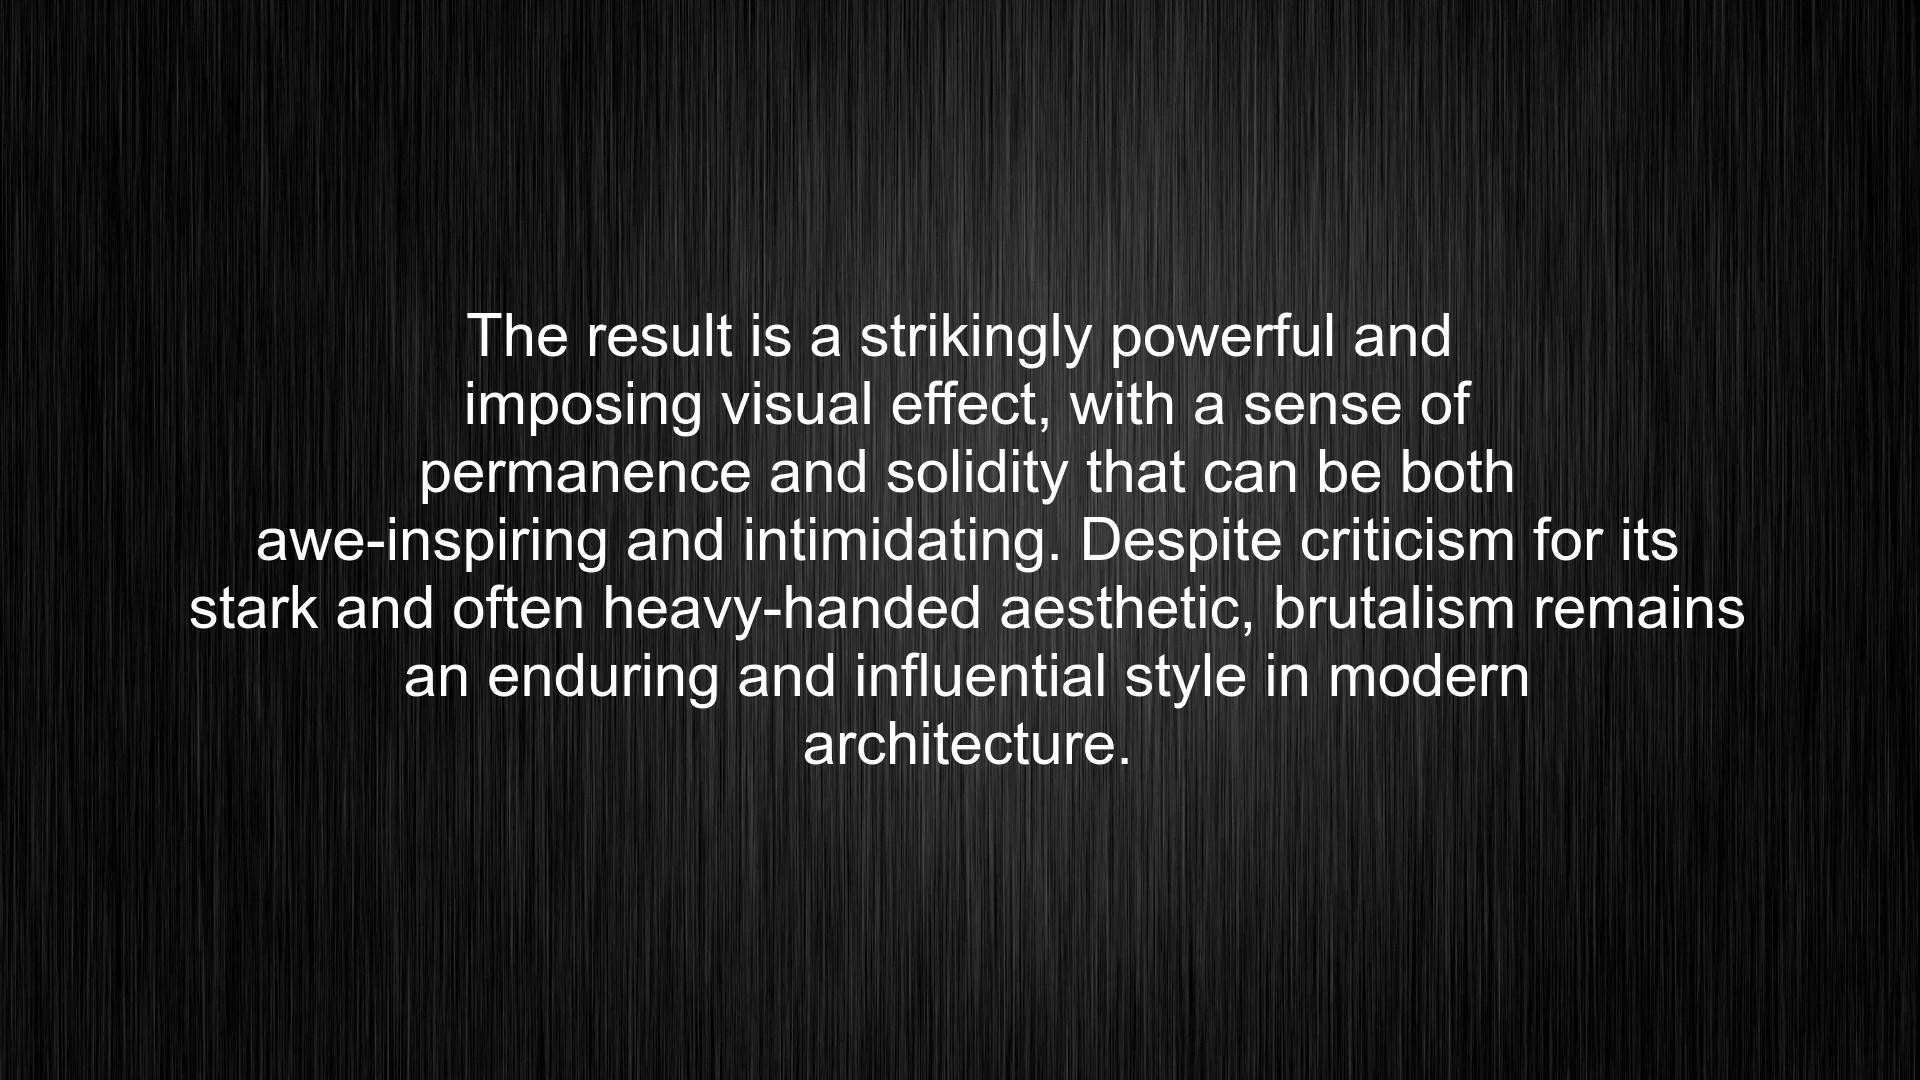 The result is a strikingly powerful and
imposing visual effect, with a sense of
permanence and solidity that can be both
awe-inspiring and intimidating. Despite criticism for its
stark and often heavy-handed aesthetic, brutalism remains
an enduring and influential style in modern
architecture.